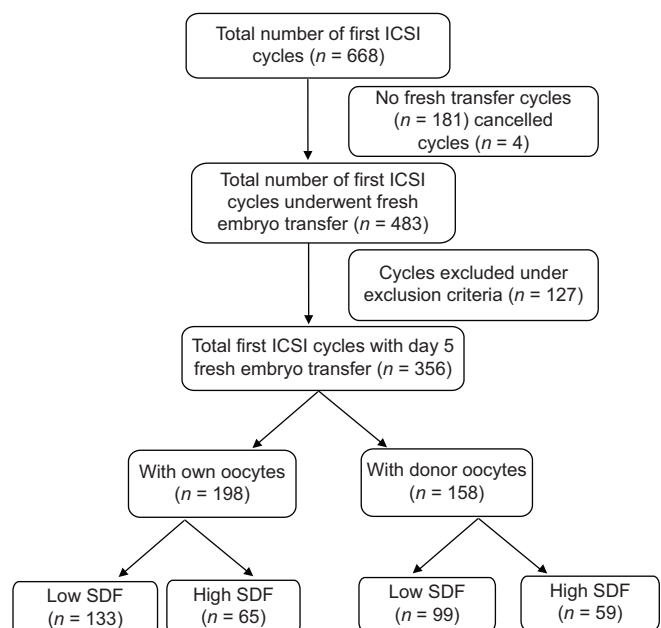 Total number of first ICSI
cycles (n = 668)
No fresh transfer cycles
(n = 181) cancelled
cycles (n = 4)
Total number of first ICSI
cycles underwent fresh
embryo transfer (n = 483)
Cycles excluded under
exclusion criteria (n = 127)
Total first ICSI cycles with day 5
fresh embryo transfer (n = 356)
With own oocytes
(n = 198)
With donor oocytes
(n = 158)
Low SDF
(n = 133)
High SDF
(n = 65)
Low SDF
(n = 99)
High SDF
(n = 59)